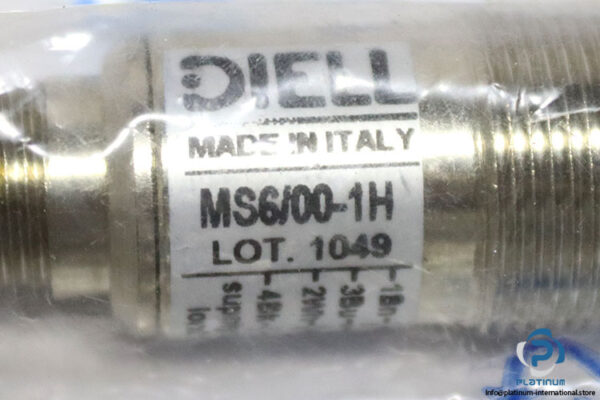 DIELL
MADE IN ITALY
MS6/00-1H
LOT. 1049
PLATINUM
info@platinum-international.store